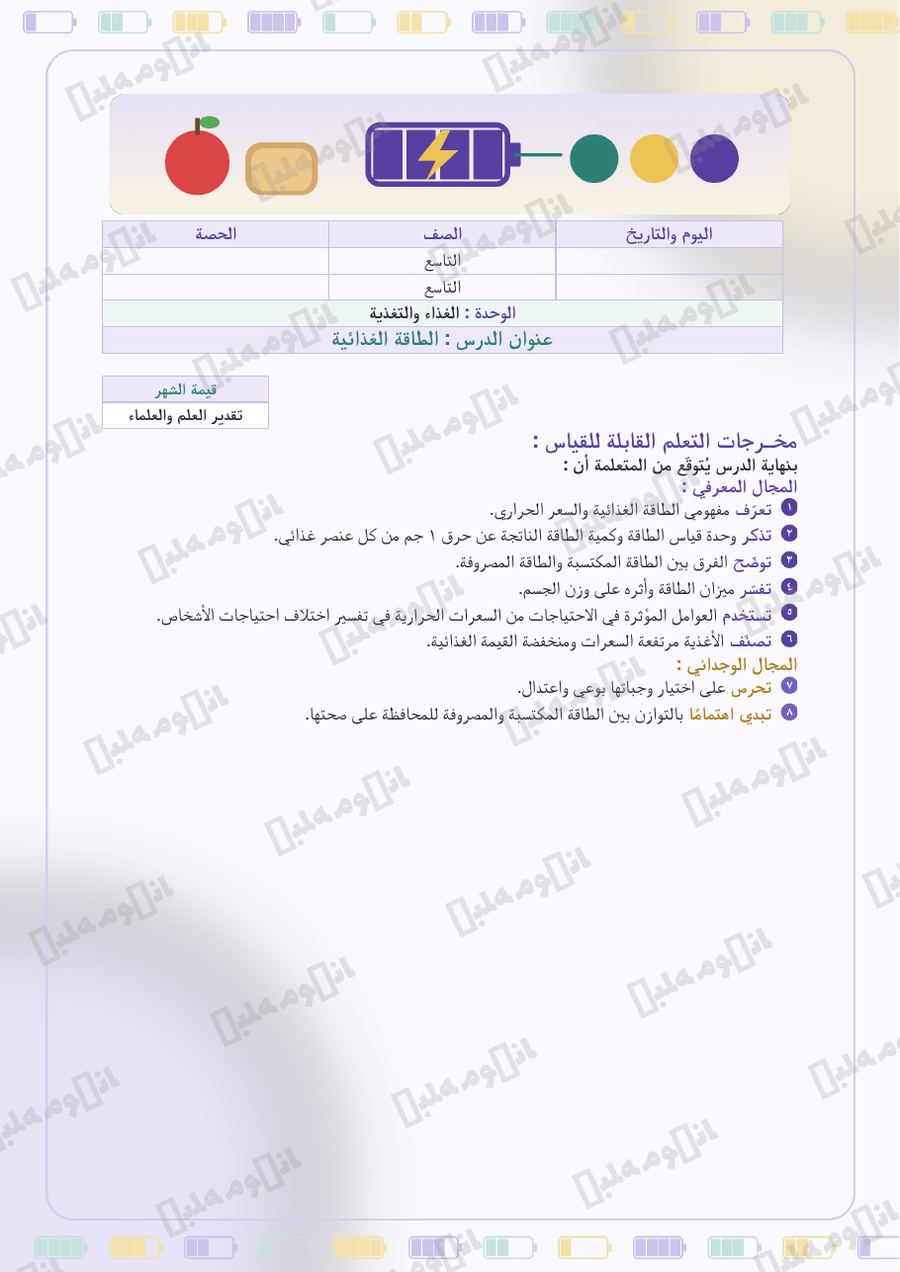 اليوم والتاريخ الصف الحصة
التاسع
التاسع
الوحدة : الغذاء والتغذية
عنوان الدرس : الطاقة الغذائية
قيمة الشهر
تقدير العلم والعلماء
مخـرجات التعلم القابلة للقياس :
بنهاية الدرس يُتوقّع من المتعلمة أن :
المجال المعرفي :
١ تعرّف مفهومي الطاقة الغذائية والسعر الحراري.
٢ تذكر وحدة قياس الطاقة وكمية الطاقة الناتجة عن حرق ١ جم من كل عنصر غذائي.
٣ توضّح الفرق بين الطاقة المكتسبة والطاقة المصروفة.
٤ تفسّر ميزان الطاقة وأثره على وزن الجسم.
٥ تستخدم العوامل المؤثرة في الاحتياجات من السعرات الحرارية في تفسير اختلاف احتياجات الأشخاص.
٦ تصنّف الأغذية مرتفعة السعرات ومنخفضة القيمة الغذائية.
المجال الوجداني :
٧ تحرص على اختيار وجباتها بوعي واعتدال.
٨ تبدي اهتمامًا بالتوازن بين الطاقة المكتسبة والمصروفة للمحافظة على صحتها.